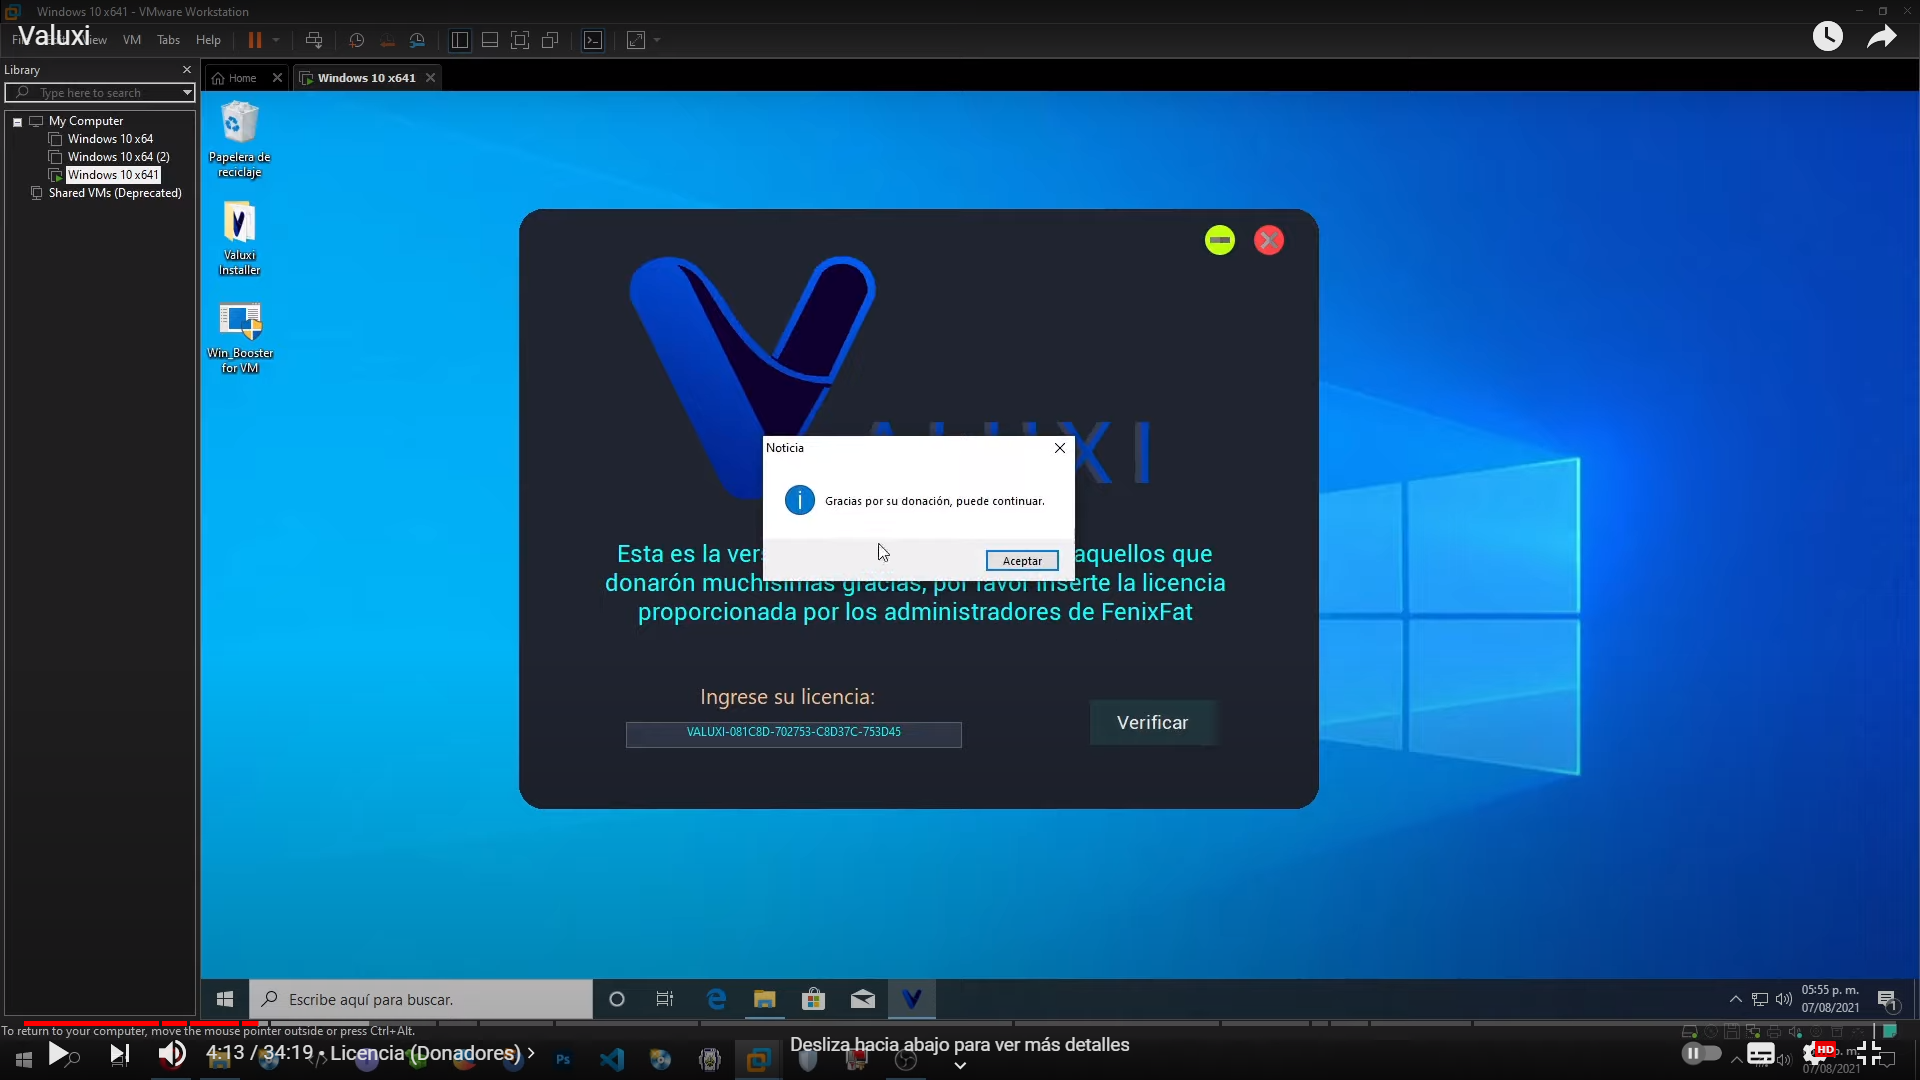 Windows 10 x641 - VMware Workstation
Valuxi
View VM Tabs Help
Library
Type here to search
My Computer
Windows 10 x64
Windows 10 x64 (2)
Windows 10 x641
Shared VMs (Deprecated)
Home
Windows 10 x641
Papelera de
reciclaje
Valuxi
Installer
Win_Booster
for VM
ALUXI
Noticia
Gracias por su donación, puede continuar.
Aceptar
Esta es la aquellos que
donarón muchísimas gracias, por favor inserte la licencia
proporcionada por los administradores de FenixFat
Ingrese su licencia:
VALUXI-081C8D-702753-C8D37C-753D45
Verificar
Escribe aquí para buscar.
05:55 p. m.
07/08/2021
1
To return to your computer, move the mouse pointer outside or press Ctrl+Alt.
4:13 / 34:19 • Licencia (Donadores)
Ps
Desliza hacia abajo para ver más detalles
HD
p. m.
07/08/2021